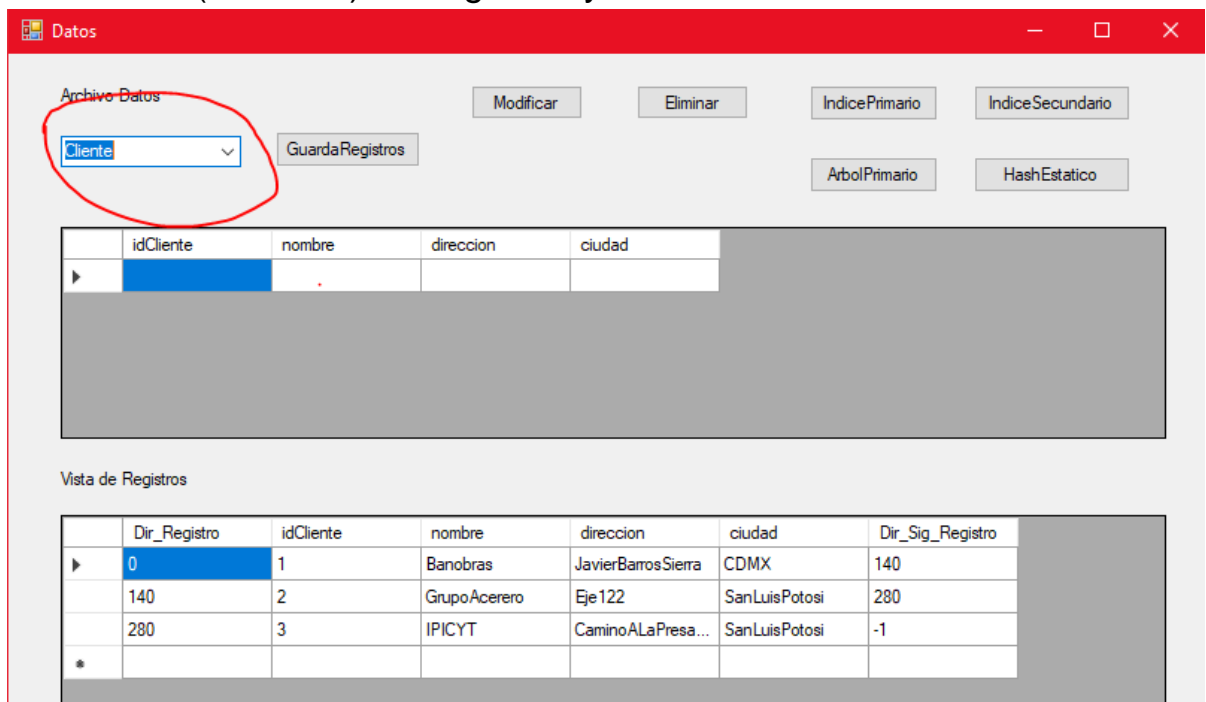 Datos
Archivo Datos
Modificar Eliminar IndicePrimario IndiceSecundario
Cliente GuardaRegistros
ArbolPrimario HashEstatico
idCliente nombre direccion ciudad
Vista de Registros
Dir_Registro idCliente nombre direccion ciudad Dir_Sig_Registro
0 1 Banobras JavierBarrosSierra CDMX 140
140 2 GrupoAcerero Eje122 SanLuisPotosi 280
280 3 IPICYT CaminoALaPresa... SanLuisPotosi -1